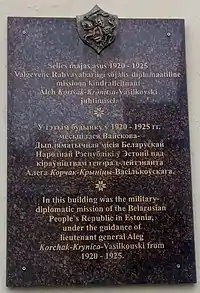 Selles majas asus 1920 - 1925
Valgevene Rahvavabariigi sõjalis-diplomaatiline
missioon kindralleitnant
Aleh Korčak-Krynica-Vasilkovski
juhtimisel.
У гэтым будынку ў 1920 - 1925 гг.
месцілася Вайскова-
Дыпламатычная місія Беларускай
Народнай Рэспублікі ў Эстоніі пад
кіраўніцтвам генерал-лейтэнанта
Алега Корчак-Крыніцы-Васількоўскага.
In this building was the military-
diplomatic mission of the Belarusian
People's Republic in Estonia,
under the guidance of
lieutenant general Aleg
Korchak-Krynica-Vasilkouski from
1920 - 1925.